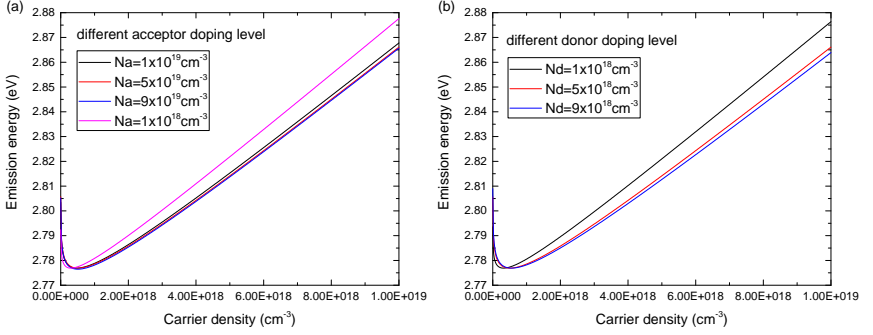 (a)
different acceptor doping level
Na=1x10^19cm^-3
Na=5x10^19cm^-3
Na=9x10^19cm^-3
Na=1x10^18cm^-3
Emission energy (eV)
2.88
2.87
2.86
2.85
2.84
2.83
2.82
2.81
2.80
2.79
2.78
2.77
0.00E+000 2.00E+018 4.00E+018 6.00E+018 8.00E+018 1.00E+019
Carrier density (cm^-3)
(b)
different donor doping level
Nd=1x10^18cm^-3
Nd=5x10^18cm^-3
Nd=9x10^18cm^-3
Emission energy (eV)
2.88
2.87
2.86
2.85
2.84
2.83
2.82
2.81
2.80
2.79
2.78
2.77
0.00E+000 2.00E+018 4.00E+018 6.00E+018 8.00E+018 1.00E+019
Carrier density (cm^-3)